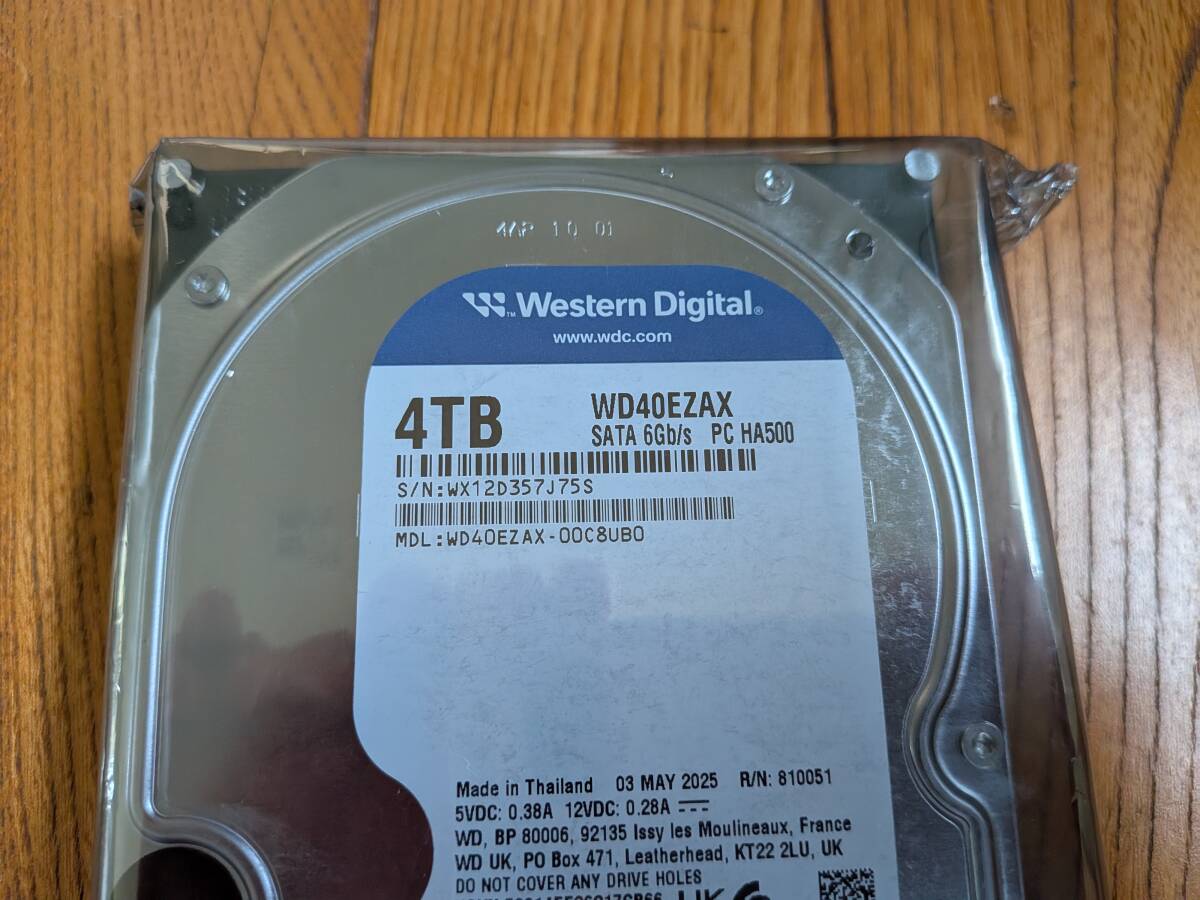 4AP 10 01
Western Digital®
www.wdc.com
4TB
WD40EZAX
SATA 6Gb/s PC HA500
S/N:WX12D357J75S
MDL:WD40EZAX-00C8UB0
Made in Thailand 03 MAY 2025 R/N: 810051
5VDC: 0.38A 12VDC: 0.28A
WD, BP 80006, 92135 Issy les Moulineaux, France
WD UK, PO Box 471, Leatherhead, KT22 2LU, UK
DO NOT COVER ANY DRIVE HOLES